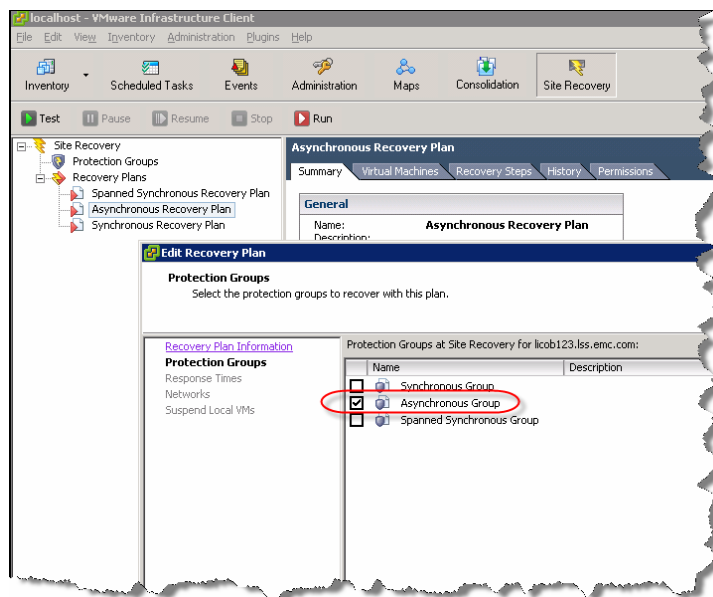 localhost - VMware Infrastructure Client
File Edit View Inventory Administration Plugins Help
Inventory Scheduled Tasks Events Administration Maps Consolidation Site Recovery
Test Pause Resume Stop Run
Site Recovery
Protection Groups
Recovery Plans
Spanned Synchronous Recovery Plan
Asynchronous Recovery Plan
Synchronous Recovery Plan
Asynchronous Recovery Plan
Summary Virtual Machines Recovery Steps History Permissions
General
Name: Asynchronous Recovery Plan
Description:
Edit Recovery Plan
Protection Groups
Select the protection groups to recover with this plan.
Recovery Plan Information
Protection Groups
Response Times
Networks
Suspend Local VMs
Protection Groups at Site Recovery for licob123.lss.emc.com:
Name Description
Synchronous Group
Asynchronous Group
Spanned Synchronous Group